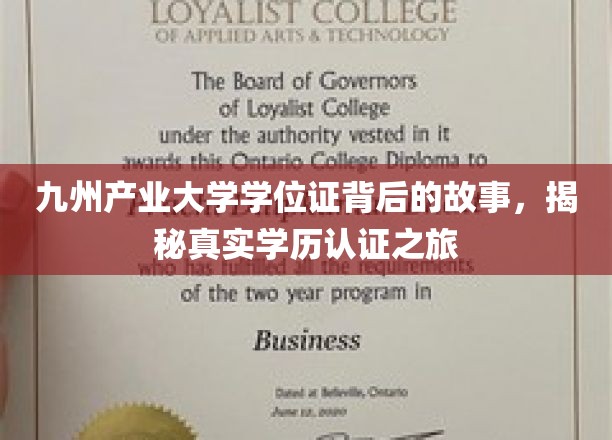 LOYALIST COLLEGE
OF APPLIED ARTS & TECHNOLOGY
The Board of Governors
of Loyalist College
under the authority vested in it
awards this Ontario College Diploma to
九州产业大学学位证背后的故事，揭
秘真实学历认证之旅
who has fulfilled all the requirements
of the two year program in
Business
Dated at Belleville, Ontario
June 12, 2020